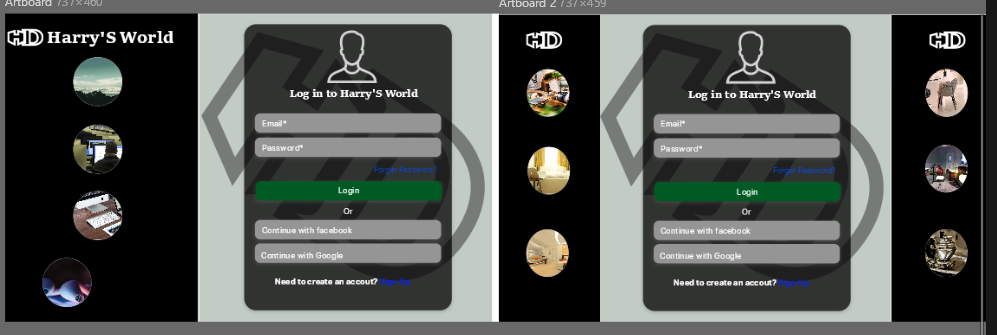 Artboard 737×460
HD Harry'S World
Log in to Harry'S World
Email*
Password*
Forget Password?
Login
Or
Continue with facebook
Continue with Google
Need to create an accout? Sign Up
Artboard 2 737×459
HD
HD
Log in to Harry'S World
Email*
Password*
Forget Password?
Login
Or
Continue with facebook
Continue with Google
Need to create an accout? Sign Up